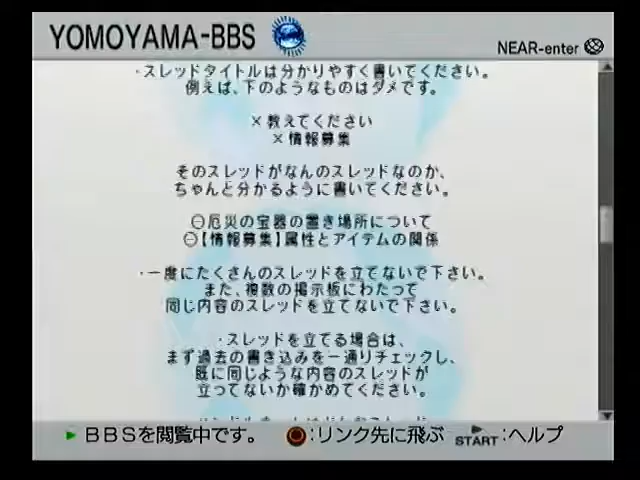 YOMOYAMA-BBS
NEAR-enter
・スレッドタイトルは分かりやすく書いてください。
例えば、下のようなものはダメです。
×教えてください
×情報募集
そのスレッドがなんのスレッドなのか、
ちゃんと分かるように書いてください。
○厄災の宝器の置き場所について
○【情報募集】属性とアイテムの関係
・一度にたくさんのスレッドを立てないで下さい。
また、複数の掲示板にわたって
同じ内容のスレッドを立てないで下さい。
・スレッドを立てる場合は、
まず過去の書き込みを一通りチェックし、
既に同じような内容のスレッドが
立ってないか確かめてください。
BBSを閲覧中です。 :リンク先に飛ぶ START:ヘルプ